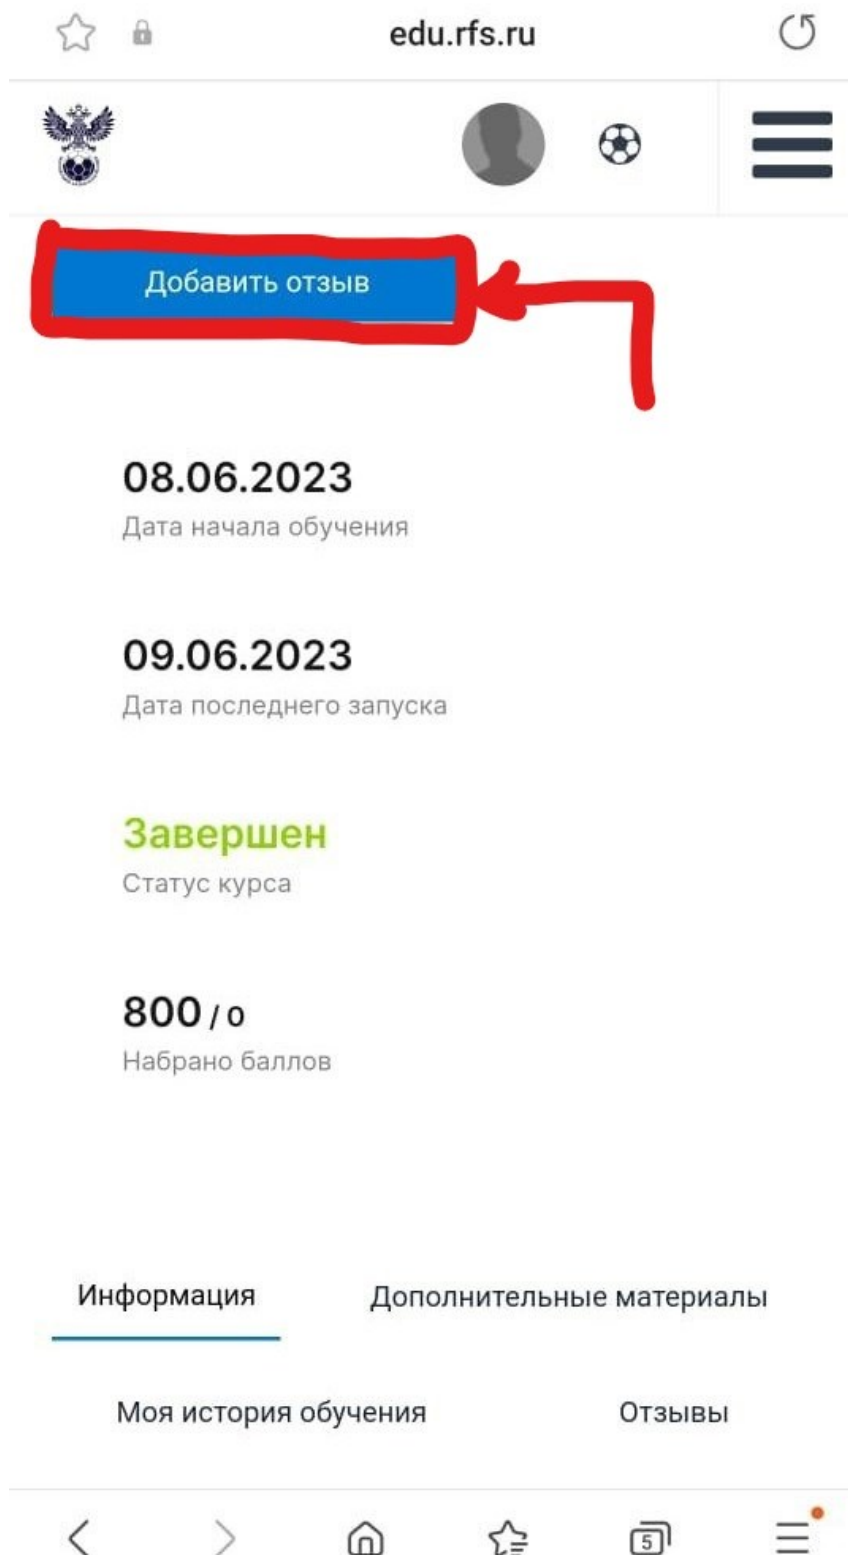 edu.rfs.ru
Добавить отзыв
08.06.2023
Дата начала обучения
09.06.2023
Дата последнего запуска
Завершен
Статус курса
800 / 0
Набрано баллов
Информация Дополнительные материалы
Моя история обучения Отзывы
5